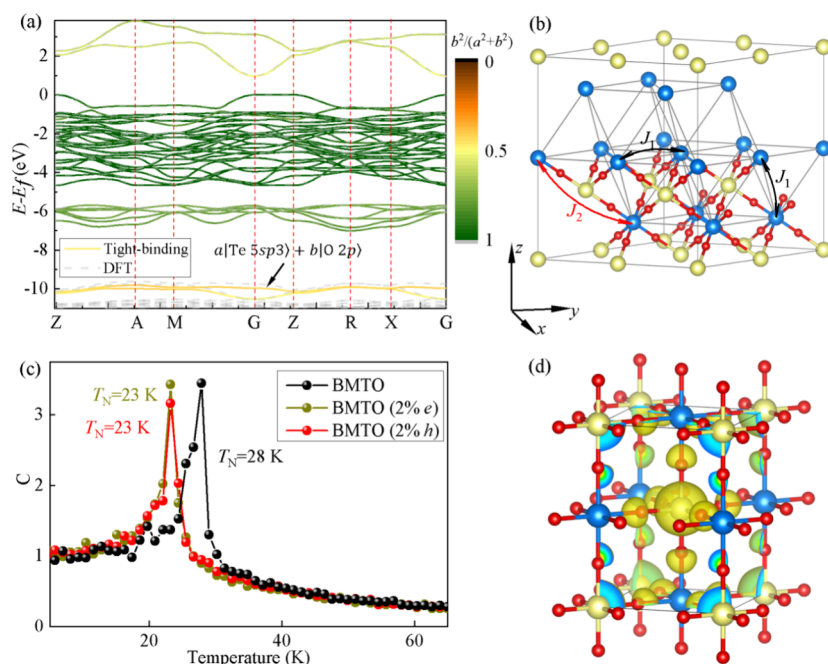 (a)
b²/(a²+b²)
0
0.5
1
0
-2
-4
-6
-8
-10
E-Ef (eV)
Tight-binding
DFT
a|Te 5sp3⟩ + b|O 2p⟩
Z A M G Z R X G
(b)
J₁
J₁
J₂
z
y
x
(c)
T_N=23 K
T_N=23 K
T_N=28 K
BMTO
BMTO (2% e)
BMTO (2% h)
3
2
1
0
C
20 40 60
Temperature (K)
(d)